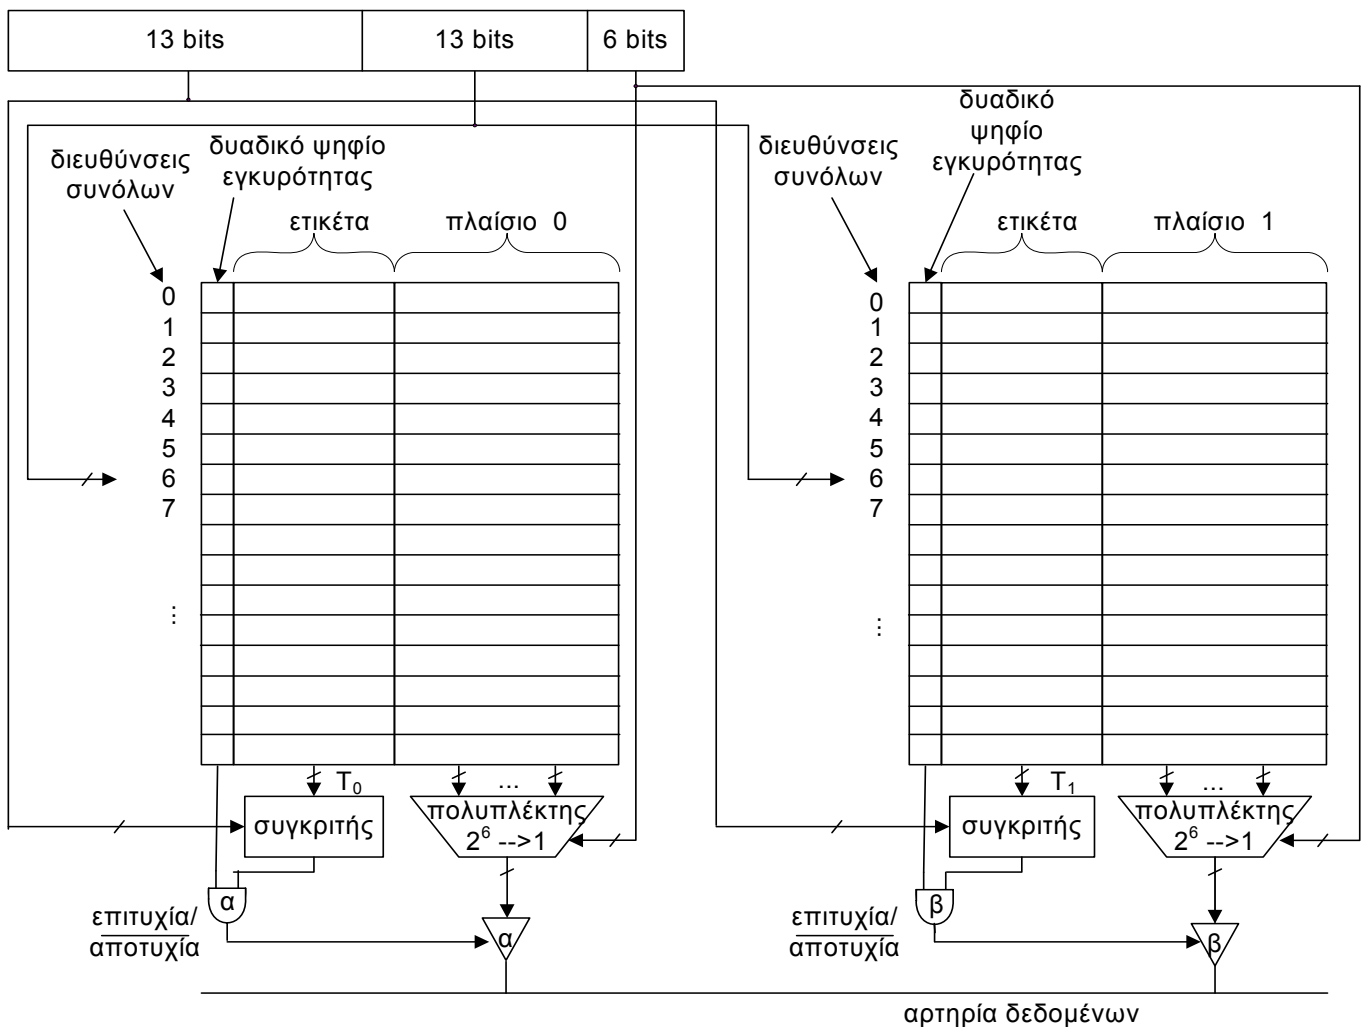 13 bits 13 bits 6 bits
διευθύνσεις
συνόλων
δυαδικό ψηφίο
εγκυρότητας
ετικέτα
πλαίσιο 0
0
1
2
3
4
5
6
7
...
T0
συγκριτής
...
πολυπλέκτης
2^6 -->1
α
επιτυχία/
αποτυχία
α
διευθύνσεις
συνόλων
δυαδικό
ψηφίο
εγκυρότητας
ετικέτα
πλαίσιο 1
0
1
2
3
4
5
6
7
...
T1
συγκριτής
...
πολυπλέκτης
2^6 -->1
β
επιτυχία/
αποτυχία
β
αρτηρία δεδομένων